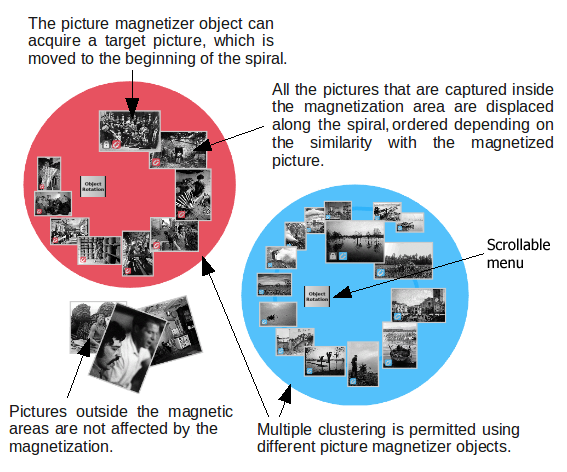 The picture magnetizer object can
acquire a target picture, which is
moved to the beginning of the spiral.
All the pictures that are captured inside
the magnetization area are displaced
along the spiral, ordered depending on
the similarity with the magnetized
picture.
Object
Rotation
Scrollable
menu
Object
Rotation
Pictures outside the magnetic
areas are not affected by the
magnetization.
Multiple clustering is permitted using
different picture magnetizer objects.